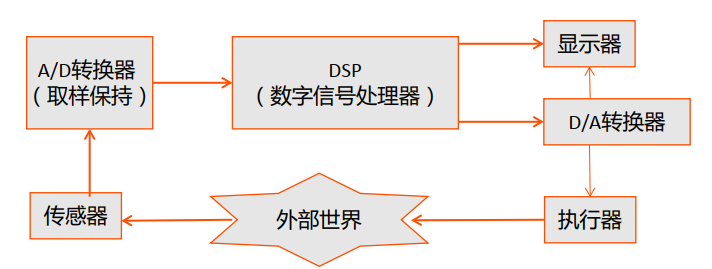 显示器
A/D转换器
（取样保持）
DSP
（数字信号处理器）
D/A转换器
传感器
外部世界
执行器